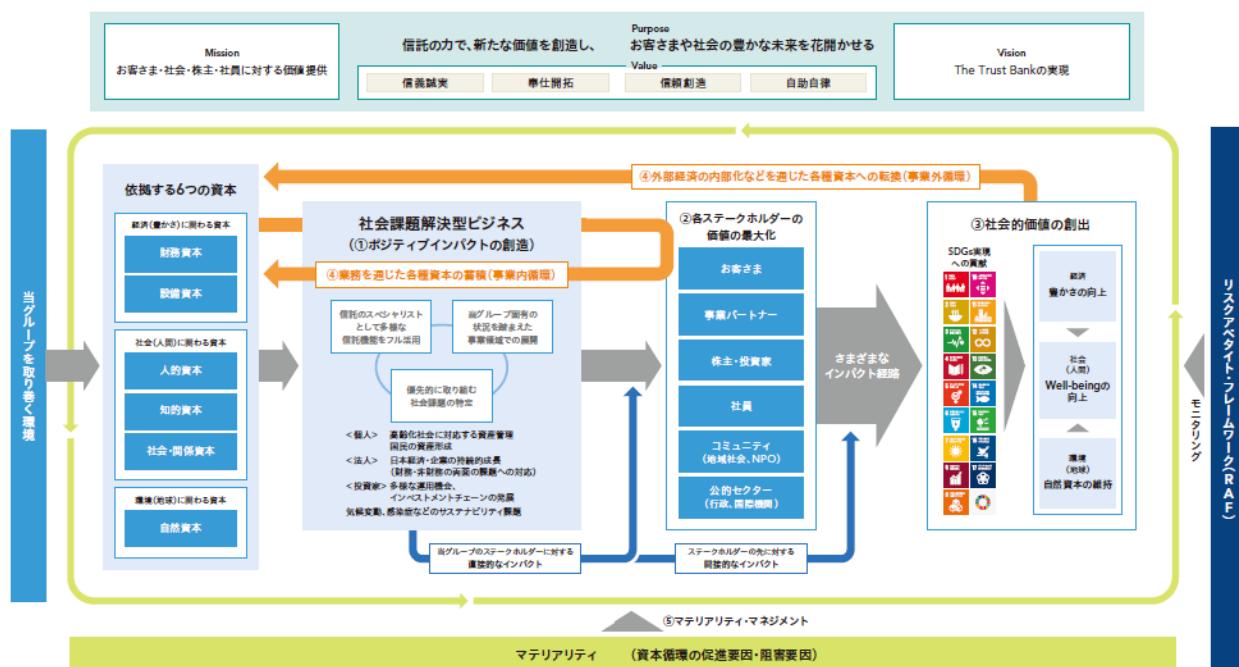 Mission
お客さま・社会・株主・社員に対する価値提供
Purpose
信託の力で、新たな価値を創造し、 お客さまや社会の豊かな未来を花開かせる
Value
信義誠実
奉仕開拓
信頼創造
自助自律
Vision
The Trust Bankの実現
当グループを取り巻く環境
依拠する6つの資本
経済(豊かさ)に関わる資本
財務資本
設備資本
社会(人間)に関わる資本
人的資本
知的資本
社会・関係資本
環境(地球)に関わる資本
自然資本
④外部経済の内部化などを通じた各種資本への転換(事業外循環)
社会課題解決型ビジネス
(①ポジティブインパクトの創造)
④業務を通じた各種資本の蓄積(事業内循環)
信託のスペシャリスト
として多様な
信託機能をフル活用
当グループ固有の
状況を踏まえた
事業領域での展開
優先的に取り組む
社会課題の特定
<個人> 高齢化社会に対応する資産管理
国民の資産形成
<法人> 日本経済・企業の持続的成長
(財務・非財務の両面の課題への対応)
<投資家> 多様な運用機会、
インベストメントチェーンの発展
気候変動、感染症などのサステナビリティ課題
②各ステークホルダーの
価値の最大化
お客さま
事業パートナー
株主・投資家
社員
コミュニティ
(地域社会、NPO)
公的セクター
(行政、国際機関)
当グループのステークホルダーに対する
直接的なインパクト
ステークホルダーの先に対する
間接的なインパクト
さまざまな
インパクト経路
③社会的価値の創出
SDGs実現
への貢献
経済
豊かさの向上
社会
(人間)
Well-beingの
向上
環境
(地球)
自然資本の維持
モニタリング
リスクアペタイト・フレームワーク(RAF)
⑤マテリアリティ・マネジメント
マテリアリティ (資本循環の促進要因・阻害要因)